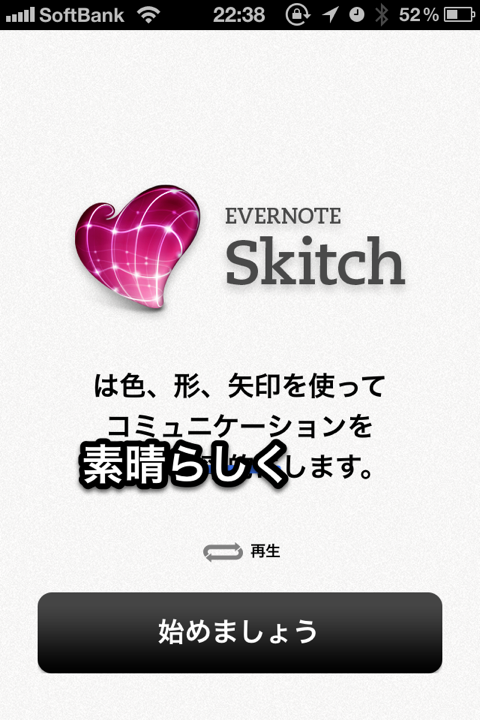 SoftBank 22:38 52%
EVERNOTE
Skitch
は色、形、矢印を使って
コミュニケーションを
素晴らしくします。
再生
始めましょう